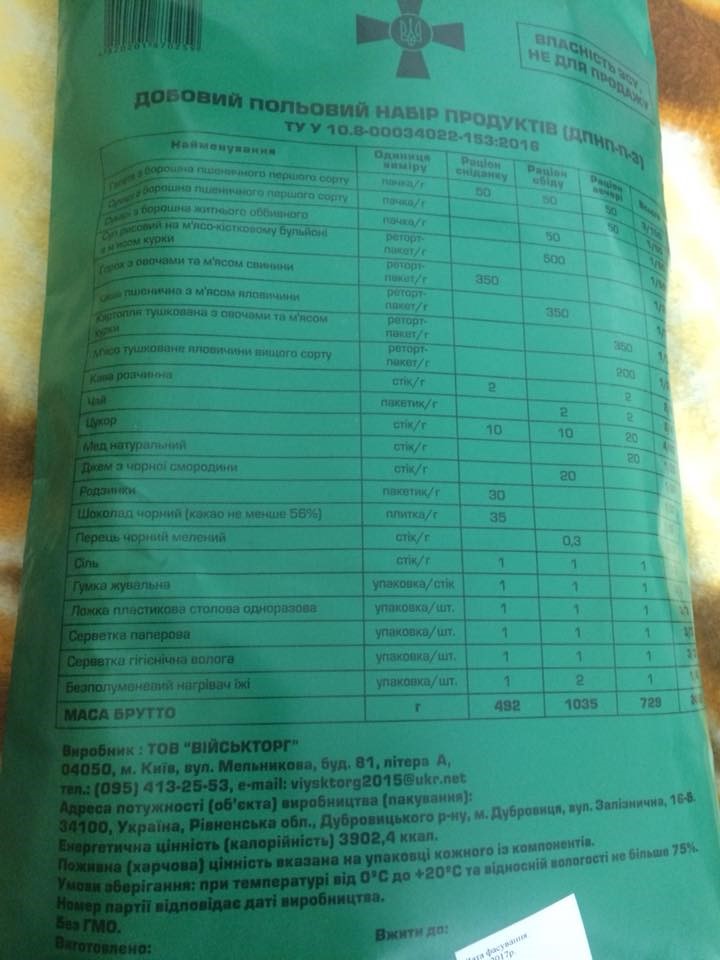 ВЛАСНІСТЬ ЗСУ
НЕ ДЛЯ ПРОДАЖУ
ДОБОВИЙ ПОЛЬОВИЙ НАБІР ПРОДУКТІВ (ДПНП-П-3)
ТУ У 10.8-00034022-153:2016
Найменування Одиниця виміру Раціон сніданку Раціон обіду Раціон вечері
Галети з борошна пшеничного першого сорту пачка/г 50 50 50
Сухарі з борошна пшеничного першого сорту пачка/г 50
Сухарі з борошна житнього оббивного пачка/г 50
Суп рисовий на м'ясо-кістковому бульйоні з м'ясом курки реторт-пакет/г 500
Горох з овочами та м'ясом свинини реторт-пакет/г 350
Каша пшенична з м'ясом яловичини реторт-пакет/г 350
Картопля тушкована з овочами та м'ясом курки реторт-пакет/г 350
М'ясо тушковане яловичини вищого сорту реторт-пакет/г 200
Кава розчинна стік/г 2 2
Чай пакетик/г 2 2
Цукор стік/г 10 10 20
Мед натуральний стік/г 20
Джем з чорної смородини стік/г 20
Родзинки пакетик/г 30
Шоколад чорний (какао не менше 56%) плитка/г 35
Перець чорний мелений стік/г 0,3
Сіль стік/г 1 1 1
Гумка жувальна упаковка/стік 1 1 1
Ложка пластикова столова одноразова упаковка/шт. 1 1 1
Серветка паперова упаковка/шт. 1 1 1
Серветка гігієнічна волога упаковка/шт. 1 1 1
Безполуменевий нагрівач їжі упаковка/шт. 1 2 1
МАСА БРУТТО г 492 1035 729
Виробник : ТОВ "ВІЙСЬКТОРГ"
04050, м. Київ, вул. Мельникова, буд. 81, літера А,
тел.: (095) 413-25-53, e-mail: viysktorg2015@ukr.net
Адреса потужності (об'єкта) виробництва (пакування):
34100, Україна, Рівненська обл., Дубровицького р-ну, м. Дубровиця, вул. Залізнична, 16-В.
Енергетична цінність (калорійність) 3902,4 ккал.
Поживна (харчова) цінність вказана на упаковці кожного із компонентів.
Умови зберігання: при температурі від 0°С до +20°С та відносній вологості не більше 75%.
Номер партії відповідає даті виробництва.
Без ГМО.
Виготовлено: Вжити до:
Дата фасування
2017р.